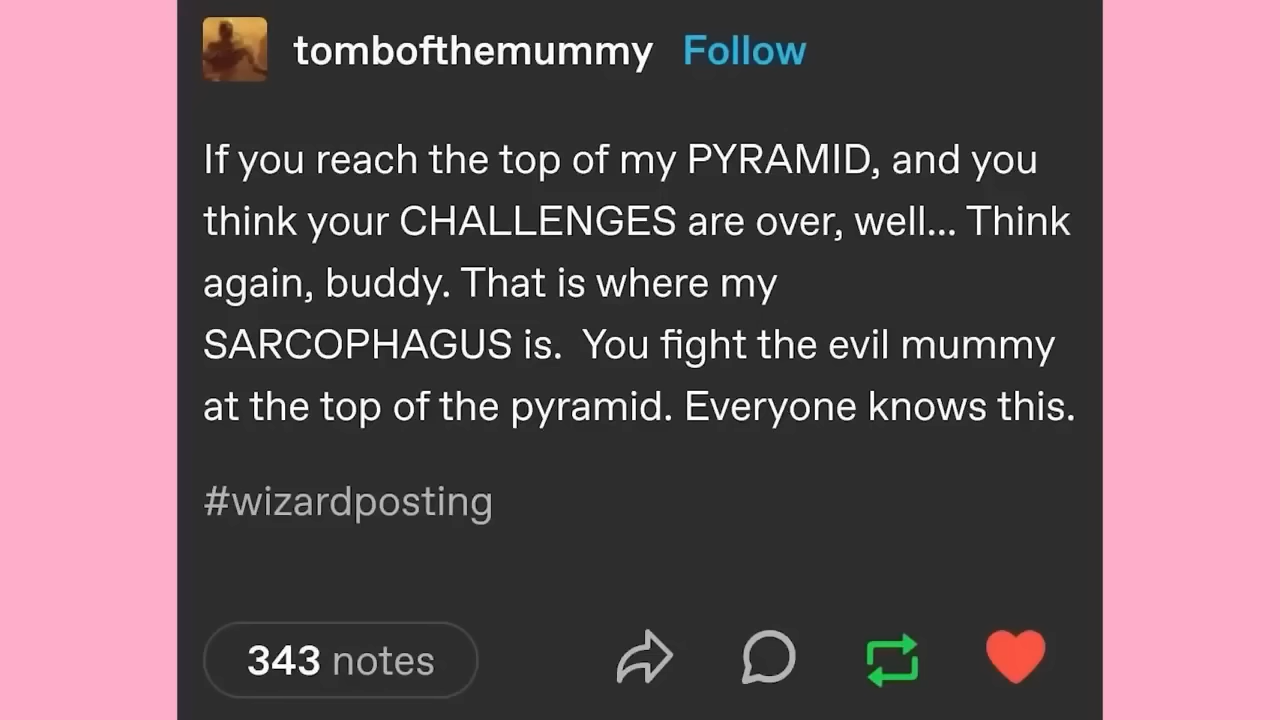 tombofthemummy Follow
If you reach the top of my PYRAMID, and you
think your CHALLENGES are over, well... Think
again, buddy. That is where my
SARCOPHAGUS is.  You fight the evil mummy
at the top of the pyramid. Everyone knows this.
#wizardposting
343 notes